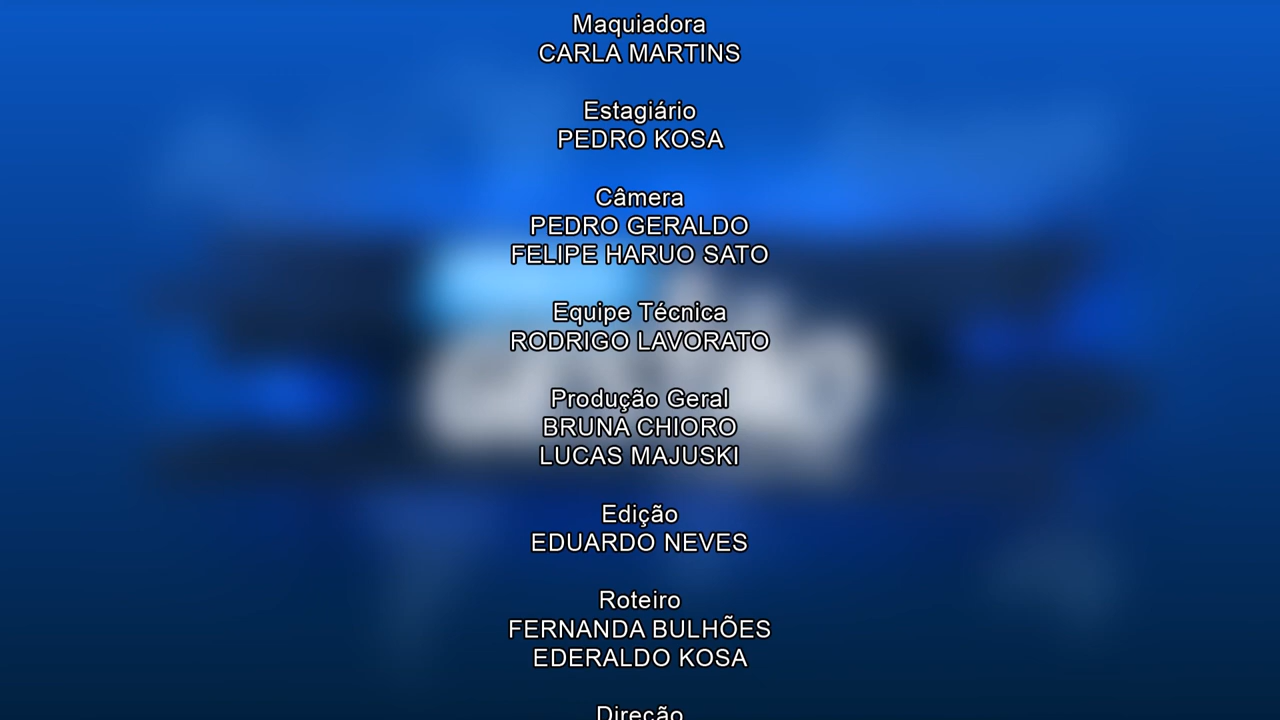 Maquiadora
CARLA MARTINS
Estagiário
PEDRO KOSA
Câmera
PEDRO GERALDO
FELIPE HARUO SATO
Equipe Técnica
RODRIGO LAVORATO
Produção Geral
BRUNA CHIORO
LUCAS MAJUSKI
Edição
EDUARDO NEVES
Roteiro
FERNANDA BULHÕES
EDERALDO KOSA
Direção